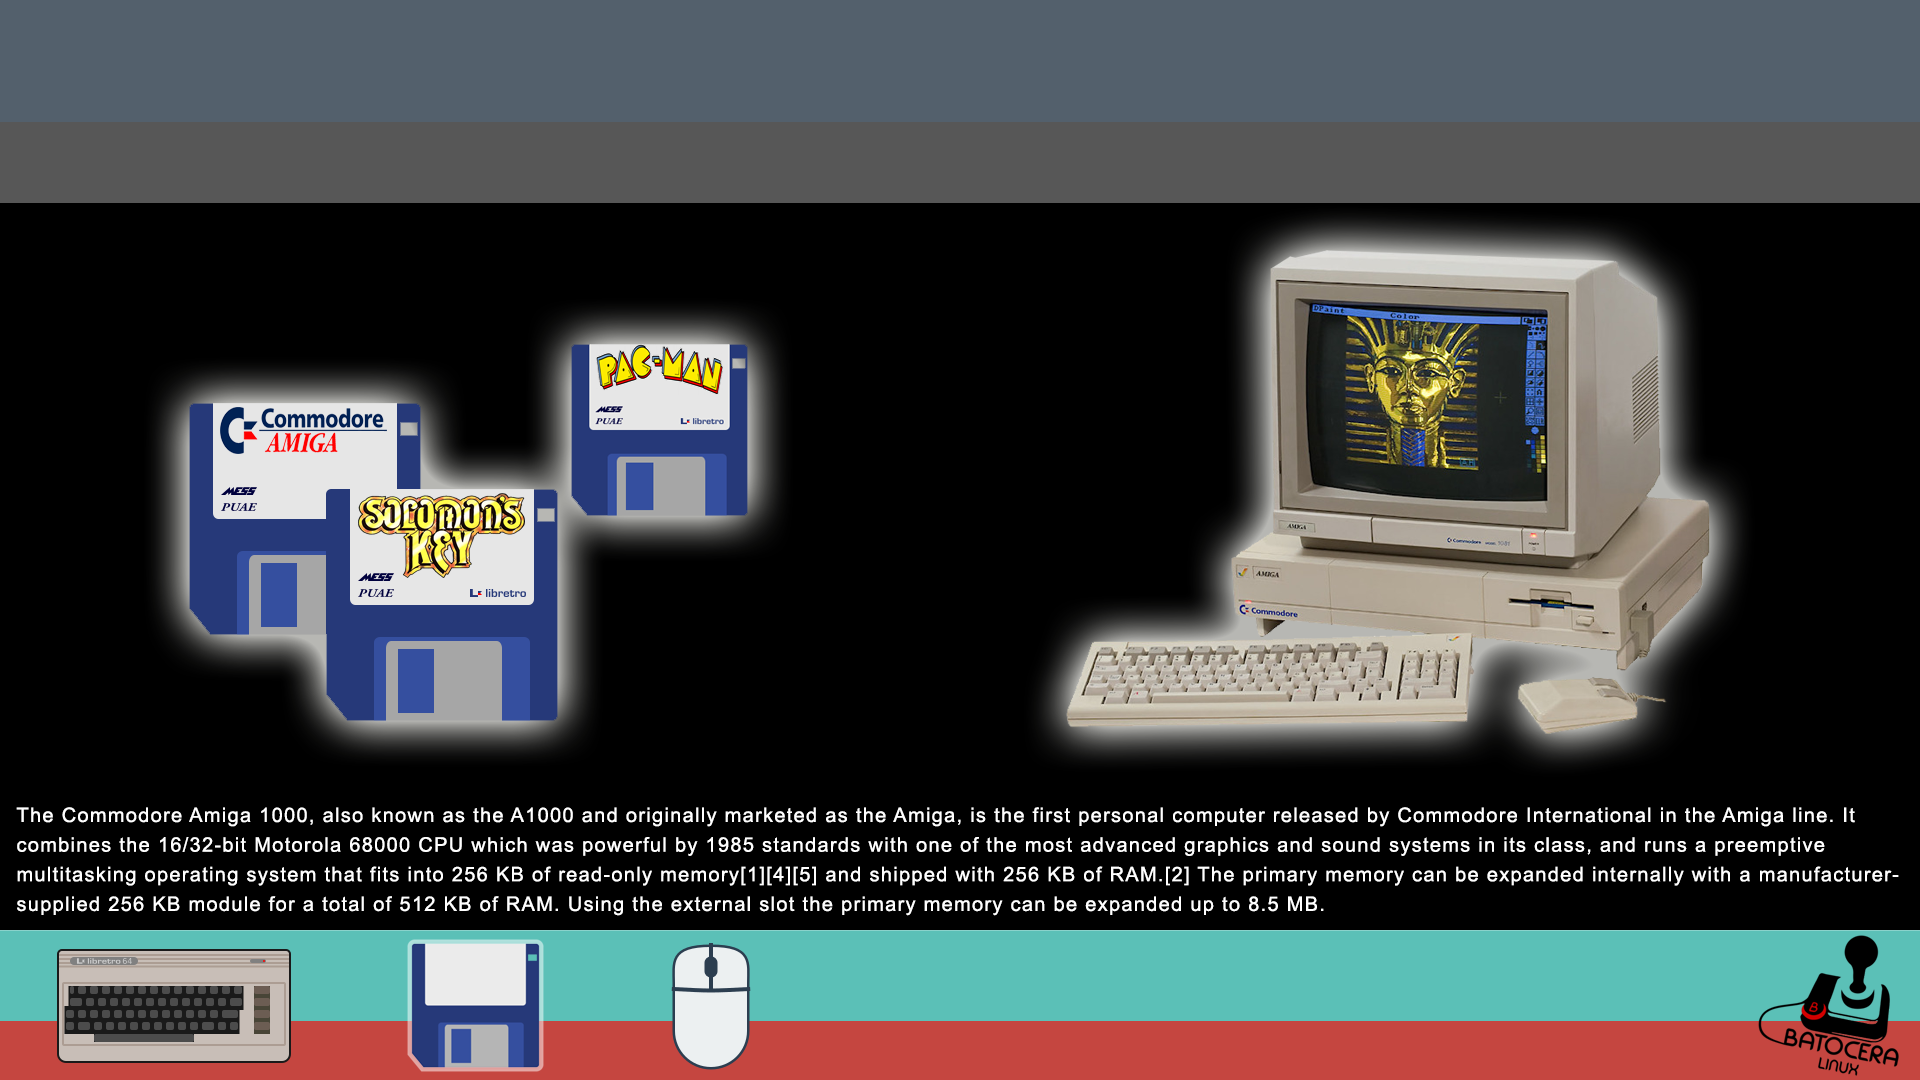 PAC-MAN
MESS
PUAE
libretro
Commodore
AMIGA
MESS
PUAE
SOLOMON'S
KEY
MESS
PUAE
libretro
DPaint Color
AMIGA
Commodore
AMIGA
Commodore
The Commodore Amiga 1000, also known as the A1000 and originally marketed as the Amiga, is the first personal computer released by Commodore International in the Amiga line. It
combines the 16/32-bit Motorola 68000 CPU which was powerful by 1985 standards with one of the most advanced graphics and sound systems in its class, and runs a preemptive
multitasking operating system that fits into 256 KB of read-only memory[1][4][5] and shipped with 256 KB of RAM.[2] The primary memory can be expanded internally with a manufacturer-
supplied 256 KB module for a total of 512 KB of RAM. Using the external slot the primary memory can be expanded up to 8.5 MB.
libretro 64
B
BATOCERA
LINUX